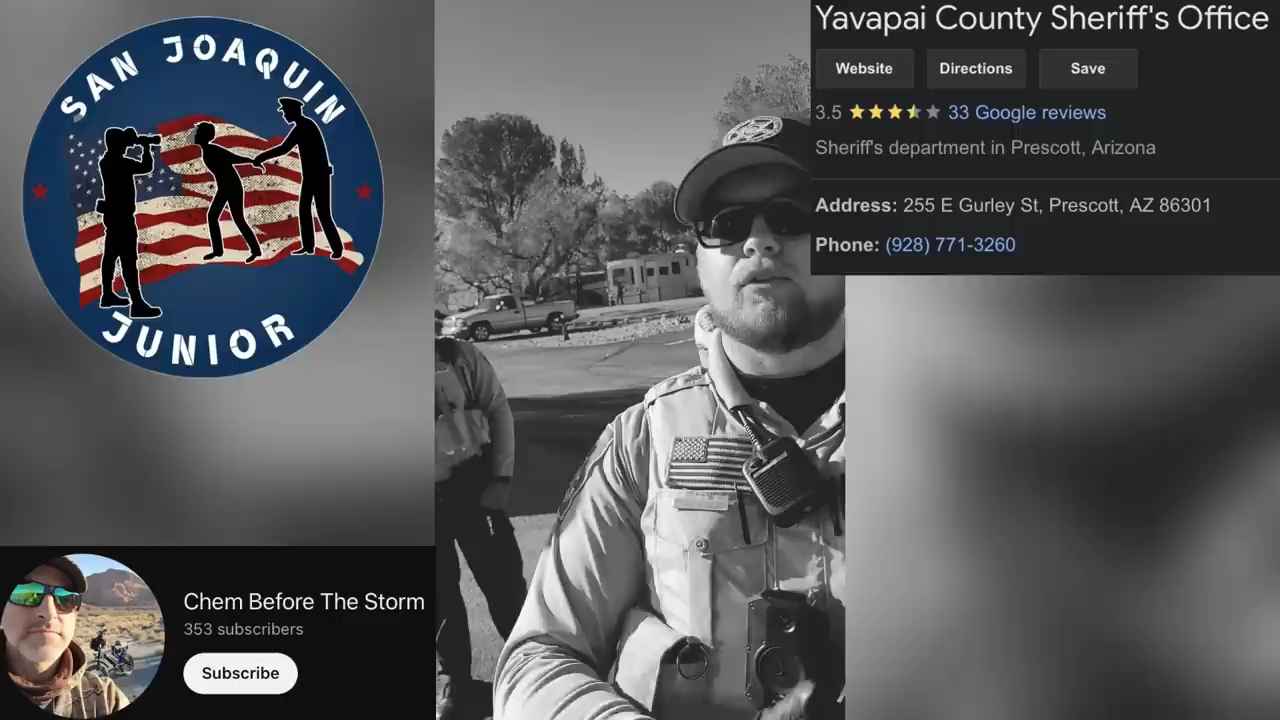 SAN JOAQUIN
JUNIOR
Yavapai County Sheriff's Office
Website
Directions
Save
3.5
33 Google reviews
Sheriff's department in Prescott, Arizona
Address: 255 E Gurley St, Prescott, AZ 86301
Phone: (928) 771-3260
Chem Before The Storm
353 subscribers
Subscribe